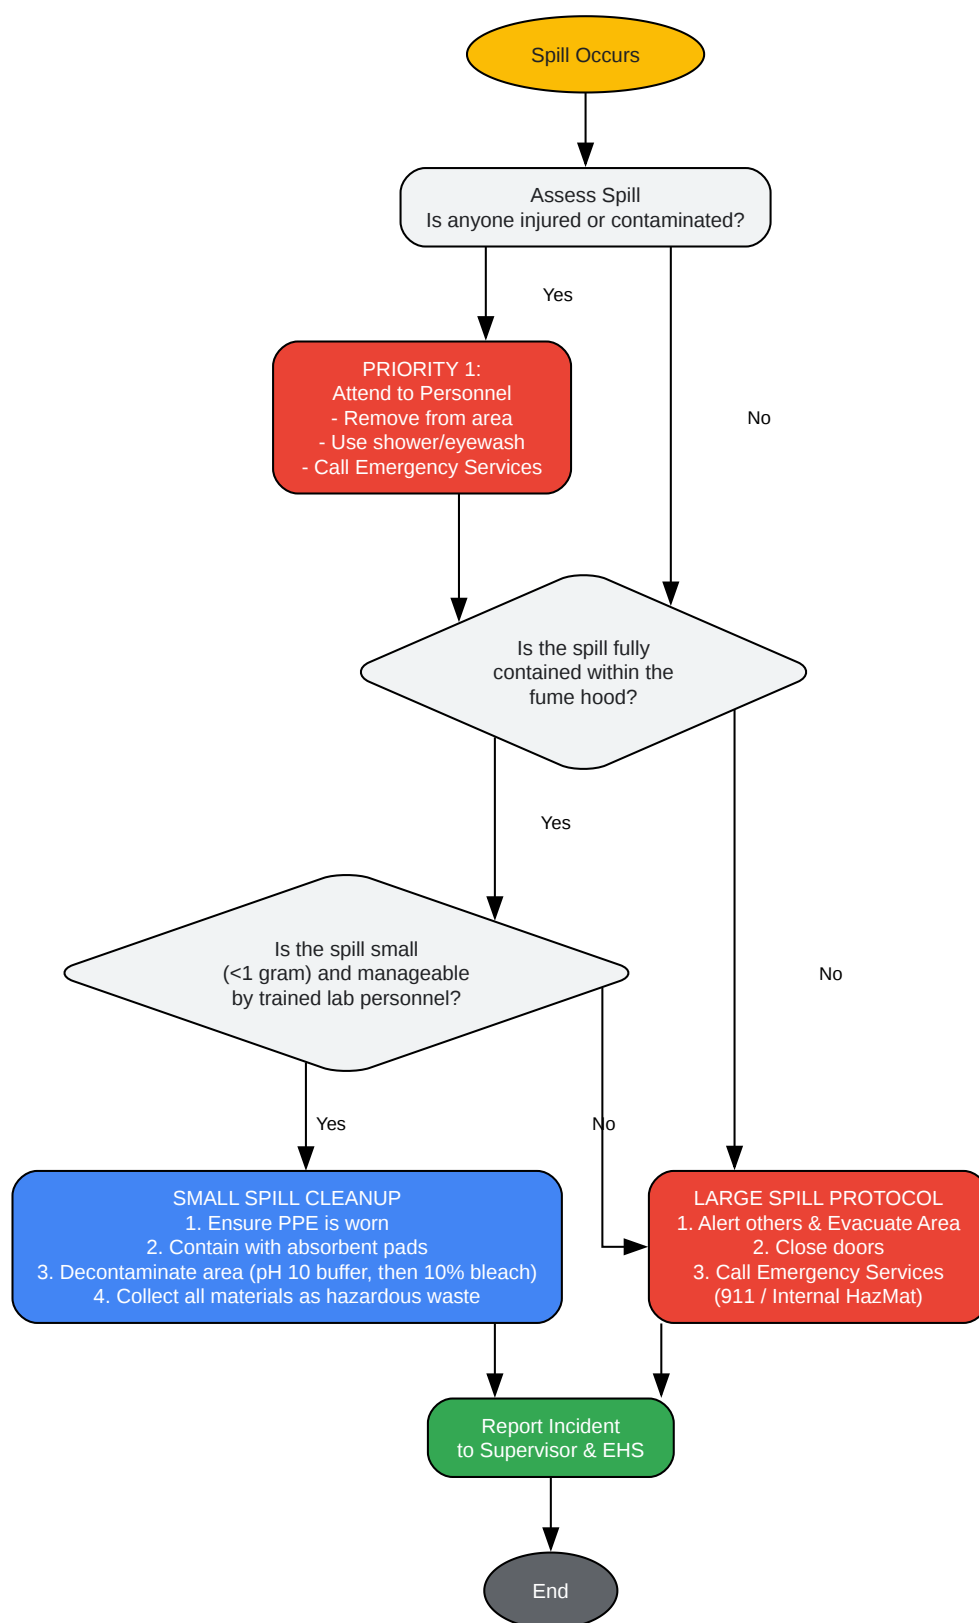 Spill Occurs
Assess Spill
Is anyone injured or contaminated?
Yes
PRIORITY 1:
Attend to Personnel
- Remove from area
- Use shower/eyewash
- Call Emergency Services
No
Is the spill fully
contained within the
fume hood?
Yes
Is the spill small
(<1 gram) and manageable
by trained lab personnel?
No
Yes
No
SMALL SPILL CLEANUP
1. Ensure PPE is worn
2. Contain with absorbent pads
3. Decontaminate area (pH 10 buffer, then 10% bleach)
4. Collect all materials as hazardous waste
LARGE SPILL PROTOCOL
1. Alert others & Evacuate Area
2. Close doors
3. Call Emergency Services
(911 / Internal HazMat)
Report Incident
to Supervisor & EHS
End